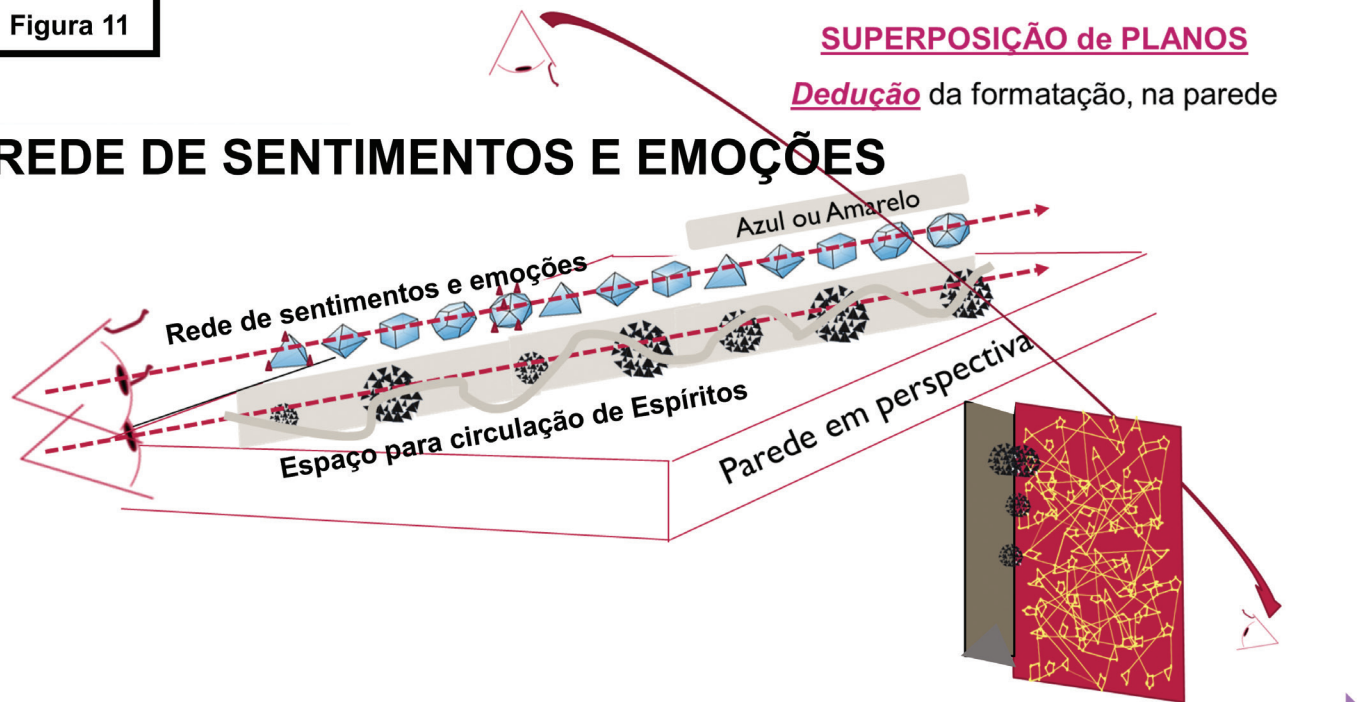 Figura 11
SUPERPOSIÇÃO de PLANOS
Dedução da formatação, na parede
REDE DE SENTIMENTOS E EMOÇÕES
Azul ou Amarelo
Rede de sentimentos e emoções
Espaço para circulação de Espíritos
Parede em perspectiva